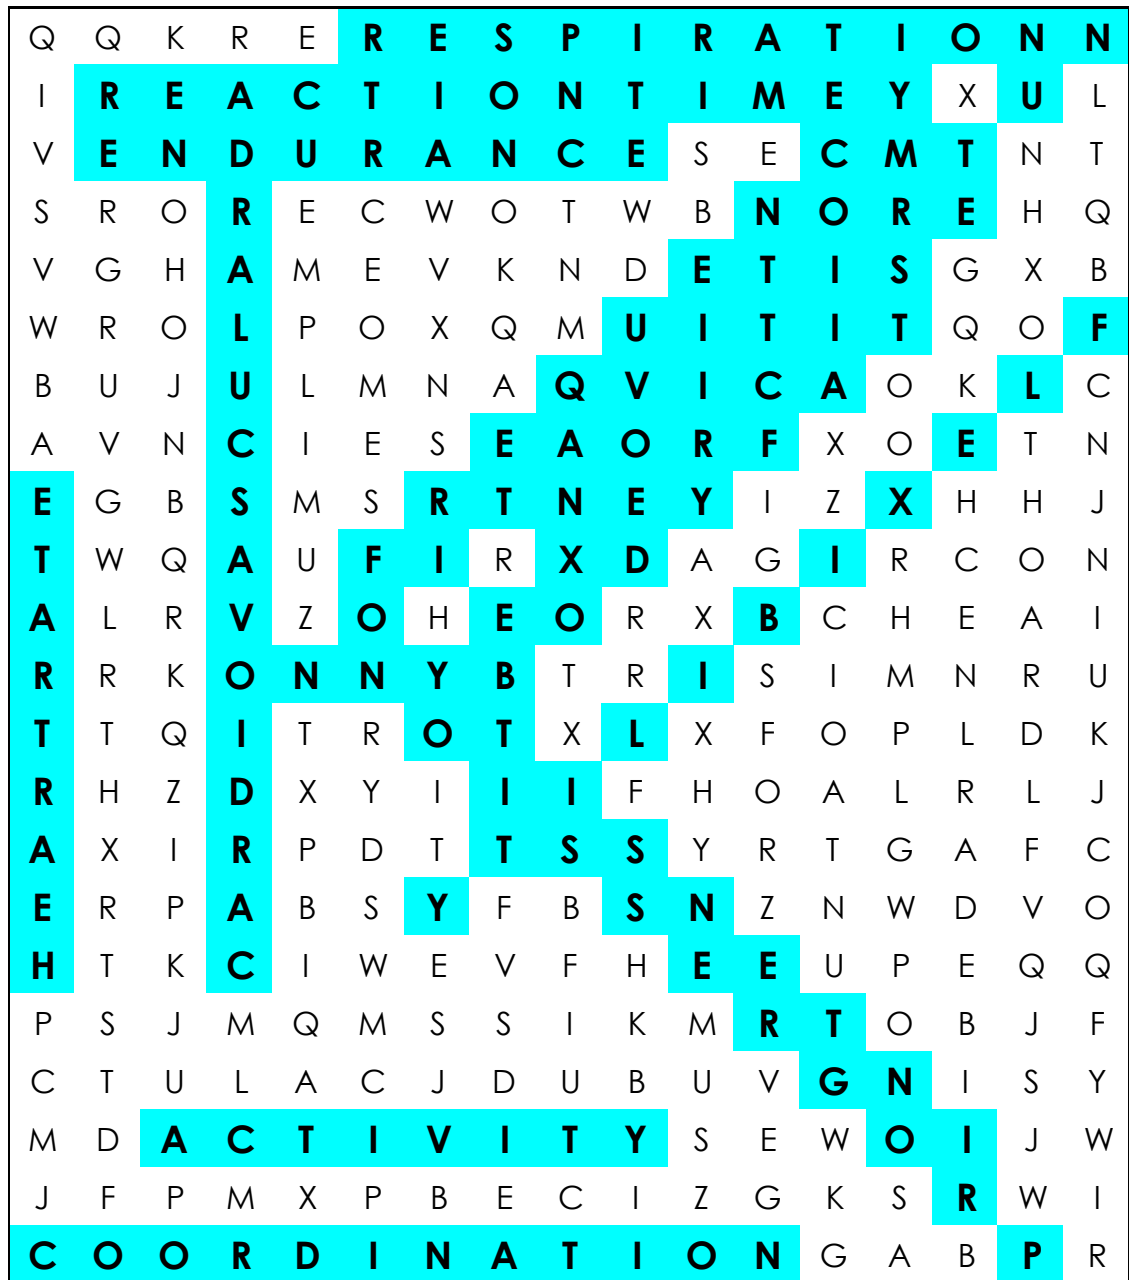 Q Q K R E R E S P I R A T I O N N
I R E A C T I O N T I M E Y X U L
V E N D U R A N C E S E C M T N T
S R O R E C W O T W B N O R E H Q
V G H A M E V K N D E T I S G X B
W R O L P O X Q M U I T I T Q O F
B U J U L M N A Q V I C A O K L C
A V N C I E S E A O R F X O E T N
E G B S M S R T N E Y I Z X H H J
T W Q A U F I R X D A G I R C O N
A L R V Z O H E O R X B C H E A I
R R K O N N Y B T R I S I M N R U
T T Q I T R O T X L X F O P L D K
R H Z D X Y I I I F H O A L R L J
A X I R P D T T S S Y R T G A F C
E R P A B S Y F B S N Z N W D V O
H T K C I W E V F H E E U P E Q Q
P S J M Q M S S I K M R T O B J F
C T U L A C J D U B U V G N I S Y
M D A C T I V I T Y S E W O I J W
J F P M X P B E C I Z G K S R W I
C O O R D I N A T I O N G A B P R